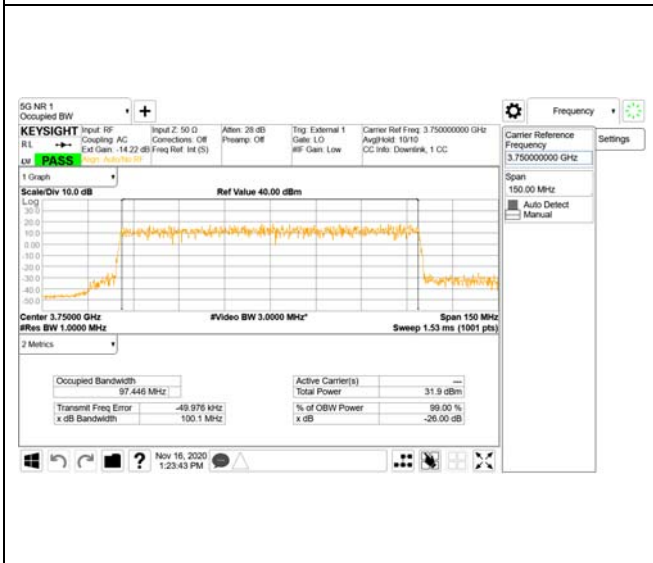 5G NR 1
Occupied BW
Frequency
KEYSIGHT
RL
PASS
Input: RF
Coupling: AC
Ext Gain: -14.22 dB
Align: Auto/No RF
Input Z: 50 Ω
Corrections: Off
Freq Ref: Int (S)
Atten: 28 dB
Preamp: Off
Trig: External 1
Gate: LO
#IF Gain: Low
Carrier Ref Freq: 3.750000000 GHz
Avg|Hold: 10/10
CC Info: Downlink, 1 CC
Carrier Reference
Frequency
3.750000000 GHz
Settings
Span
150.00 MHz
Auto Detect
Manual
1 Graph
Scale/Div 10.0 dB
Ref Value 40.00 dBm
Log
30.0
20.0
10.0
0.00
-10.0
-20.0
-30.0
-40.0
-50.0
Center 3.75000 GHz
#Video BW 3.0000 MHz*
Span 150 MHz
#Res BW 1.0000 MHz
Sweep 1.53 ms (1001 pts)
2 Metrics
Occupied Bandwidth
97.446 MHz
Active Carrier(s) ---
Total Power 31.9 dBm
Transmit Freq Error -49.976 kHz
% of OBW Power 99.00 %
x dB Bandwidth 100.1 MHz
x dB -26.00 dB
?
Nov 16, 2020
1:23:43 PM